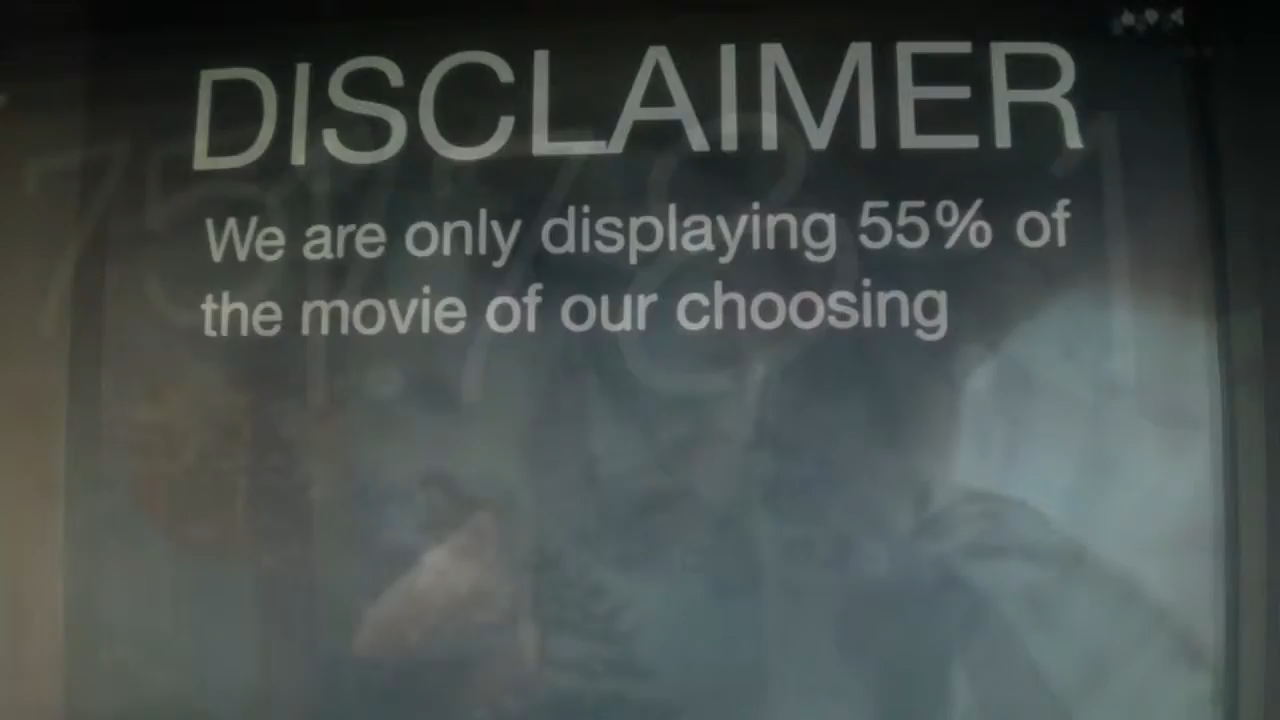 DISCLAIMER
We are only displaying 55% of
the movie of our choosing